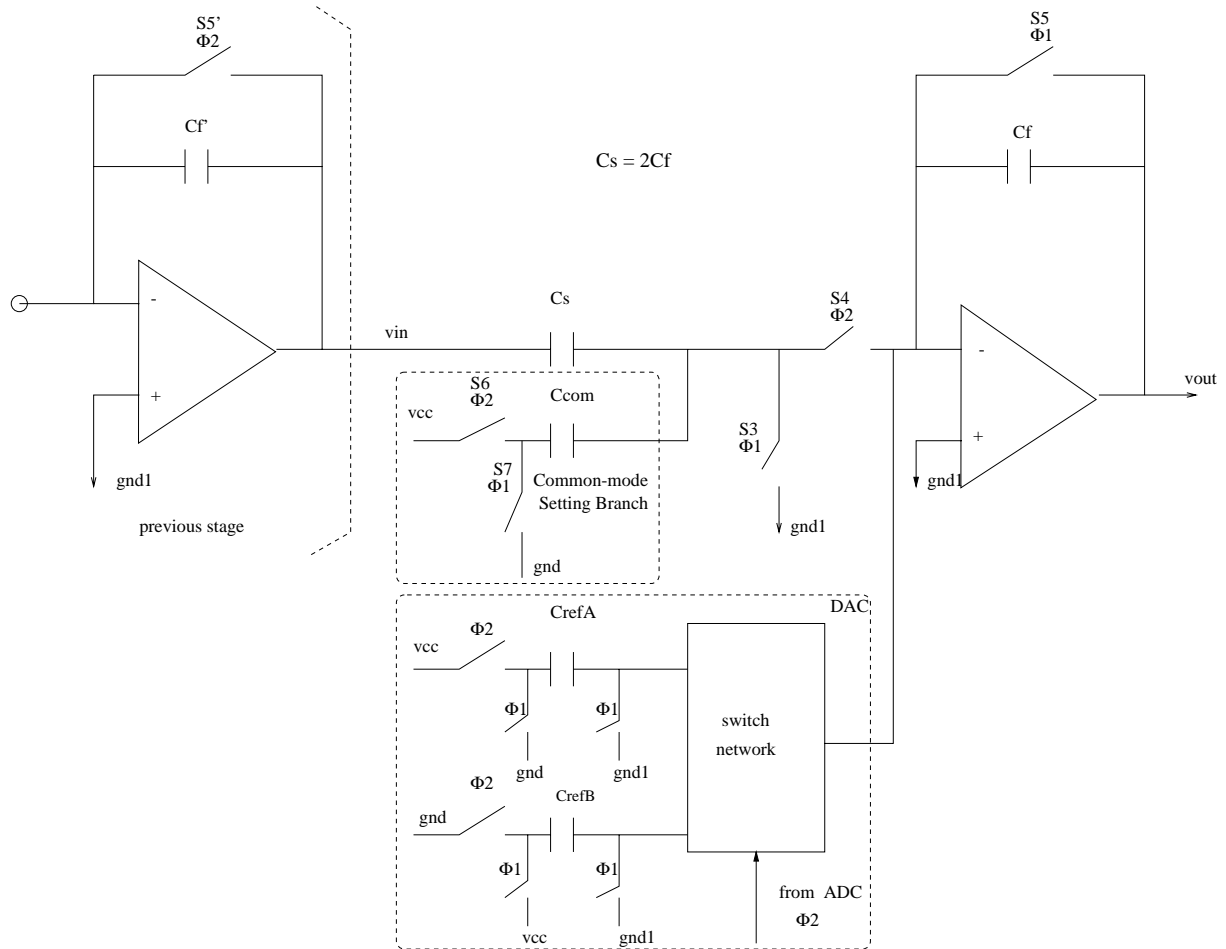 S5'
Φ2
Cf'
-
+
gnd1
previous stage
Cs = 2Cf
S5
Φ1
Cf
-
+
gnd1
vout
vin
Cs
S4
Φ2
S3
Φ1
gnd1
S6
Φ2
vcc
Ccom
S7
Φ1
Common-mode
Setting Branch
gnd
DAC
CrefA
Φ2
vcc
Φ1
Φ1
gnd
gnd1
Φ2
CrefB
gnd
Φ1
Φ1
vcc
gnd1
switch
network
from ADC
Φ2